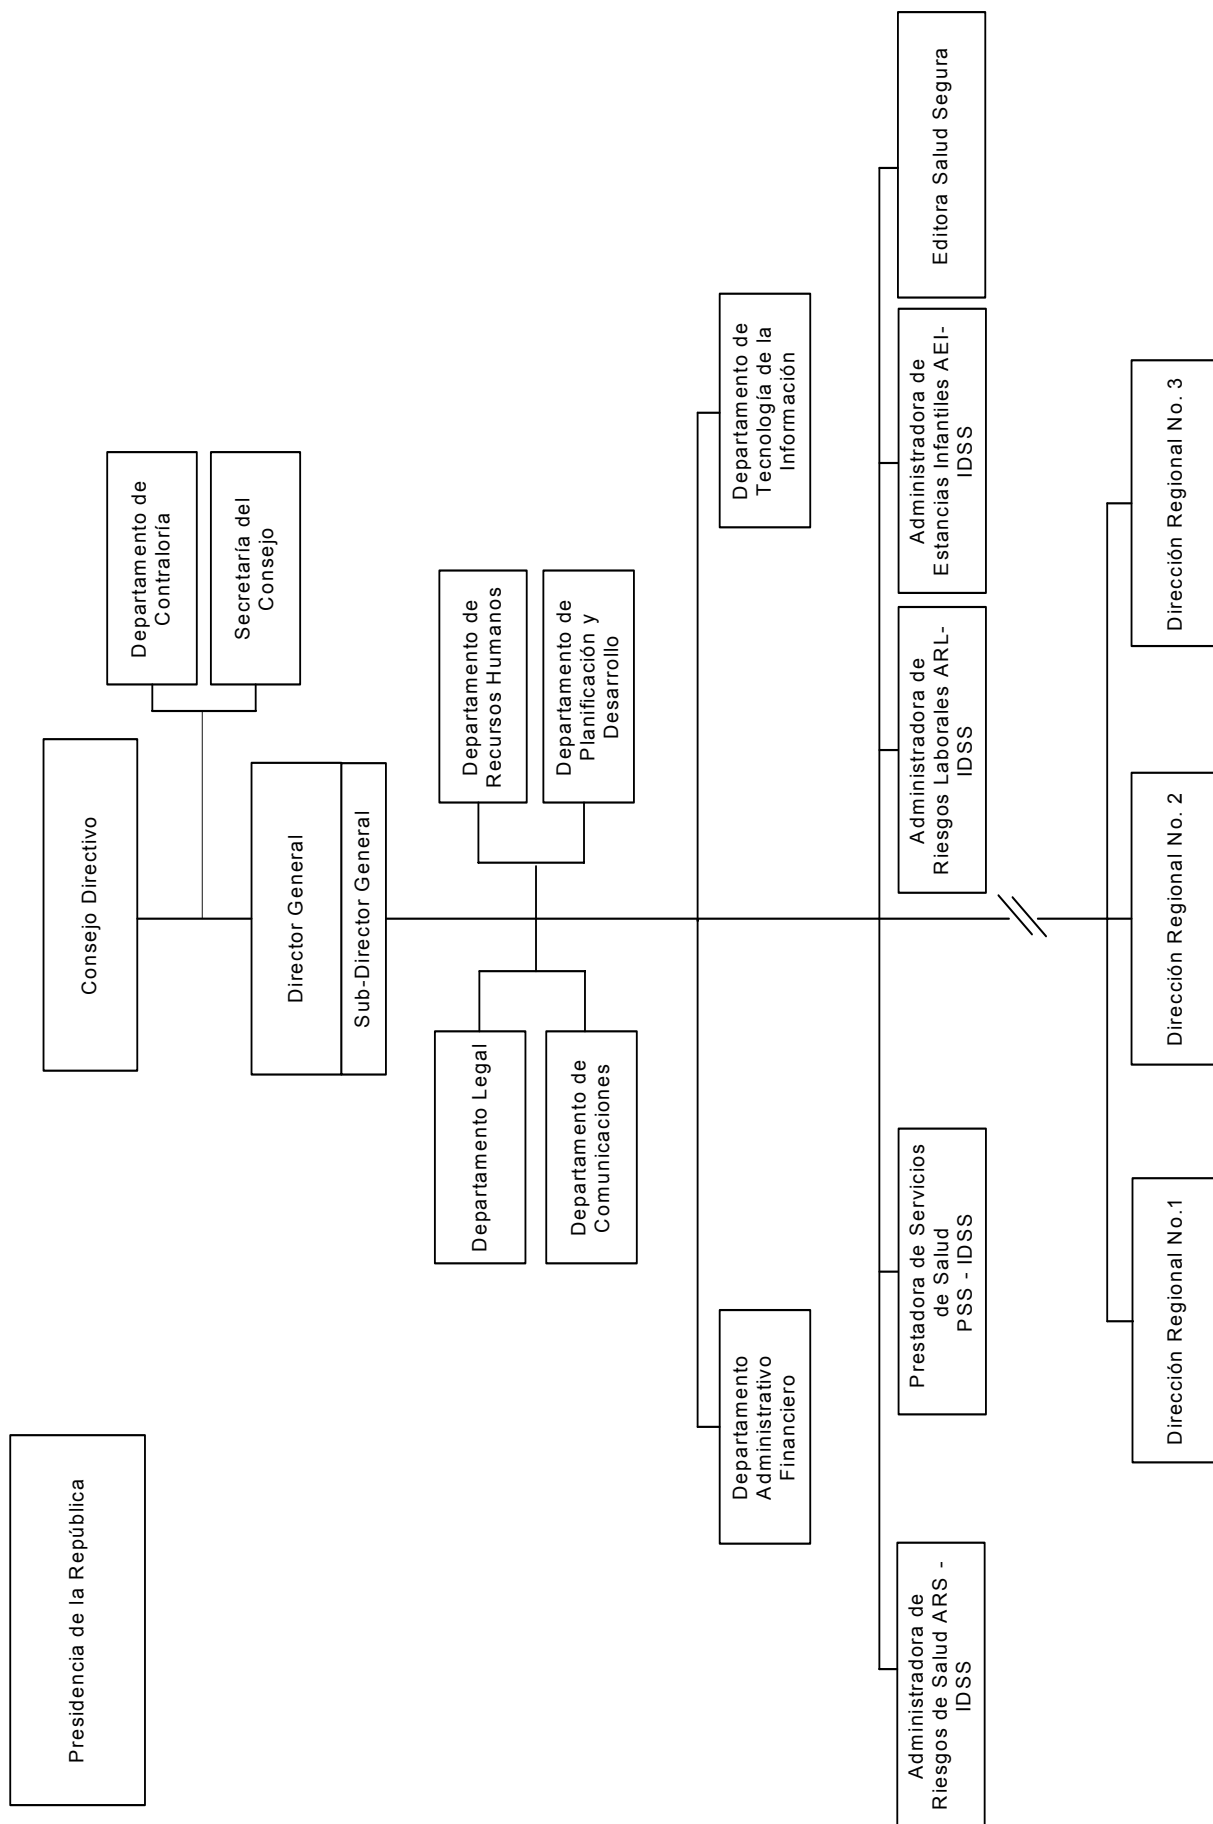 Presidencia de la República
Consejo Directivo
Departamento de
Contraloría
Secretaría del
Consejo
Director General
Sub-Director General
Departamento Legal
Departamento de
Comunicaciones
Departamento de
Recursos Humanos
Departamento de
Planificación y
Desarrollo
Departamento
Administrativo
Financiero
Departamento de
Tecnología de la
Información
Administradora de
Riesgos de Salud ARS -
IDSS
Prestadora de Servicios
de Salud
PSS - IDSS
Administradora de
Riesgos Laborales ARL-
IDSS
Administradora de
Estancias Infantiles AEI-
IDSS
Editora Salud Segura
Dirección Regional No.1
Dirección Regional No. 2
Dirección Regional No. 3